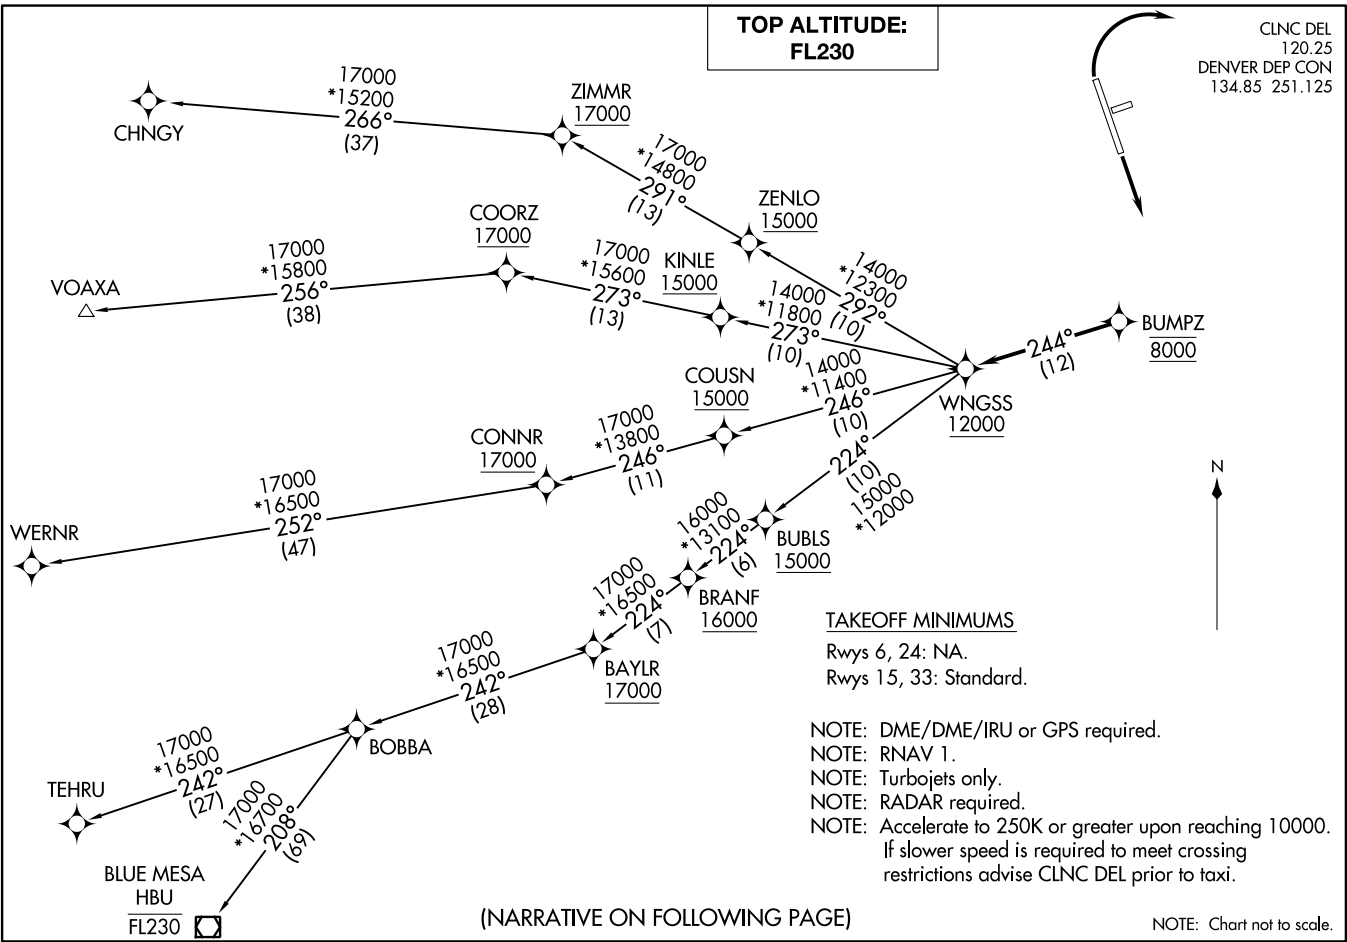 TOP ALTITUDE:
FL230
CLNC DEL
120.25
DENVER DEP CON
134.85 251.125
CHNGY
17000
*15200
266°
(37)
ZIMMR
17000
17000
*14800
291°
(13)
ZENLO
15000
14000
*12300
292°
(10)
VOAXA
17000
*15800
256°
(38)
COORZ
17000
17000
*15600
273°
(13)
KINLE
15000
14000
*11800
273°
(10)
BUMPZ
8000
244°
(12)
WNGSS
12000
14000
*11400
246°
(10)
COUSN
15000
17000
*13800
246°
(11)
CONNR
17000
17000
*16500
252°
(47)
WERNR
224°
(10)
15000
*12000
BUBLS
15000
16000
*13100
224°
(6)
BRANF
16000
17000
*16500
224°
(7)
BAYLR
17000
17000
*16500
242°
(28)
BOBBA
17000
*16500
242°
(27)
TEHRU
17000
*16700
208°
(69)
BLUE MESA
HBU
FL230
N
TAKEOFF MINIMUMS
Rwys 6, 24: NA.
Rwys 15, 33: Standard.
NOTE: DME/DME/IRU or GPS required.
NOTE: RNAV 1.
NOTE: Turbojets only.
NOTE: RADAR required.
NOTE: Accelerate to 250K or greater upon reaching 10000.
If slower speed is required to meet crossing
restrictions advise CLNC DEL prior to taxi.
(NARRATIVE ON FOLLOWING PAGE)
NOTE: Chart not to scale.